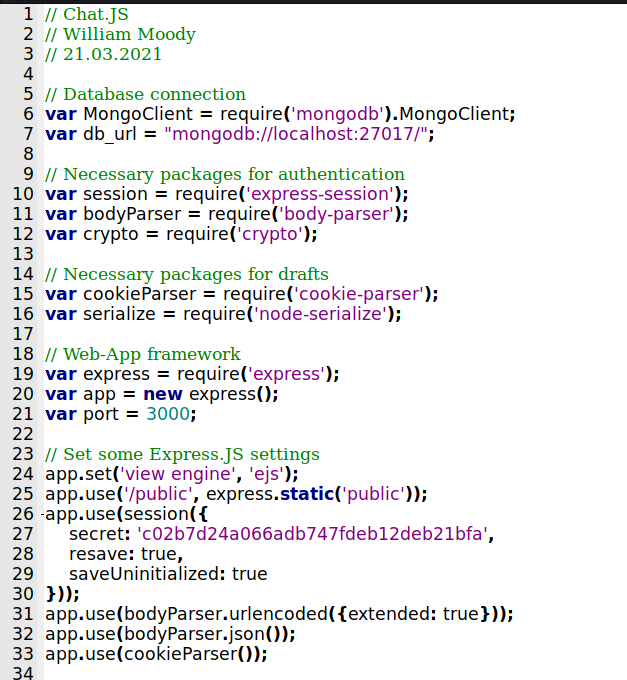 1 // Chat.JS
2 // William Moody
3 // 21.03.2021
4
5 // Database connection
6 var MongoClient = require('mongodb').MongoClient;
7 var db_url = "mongodb://localhost:27017/";
8
9 // Necessary packages for authentication
10 var session = require('express-session');
11 var bodyParser = require('body-parser');
12 var crypto = require('crypto');
13
14 // Necessary packages for drafts
15 var cookieParser = require('cookie-parser');
16 var serialize = require('node-serialize');
17
18 // Web-App framework
19 var express = require('express');
20 var app = new express();
21 var port = 3000;
22
23 // Set some Express.JS settings
24 app.set('view engine', 'ejs');
25 app.use('/public', express.static('public'));
26 app.use(session({
27     secret: 'c02b7d24a066adb747fdeb12deb21bfa',
28     resave: true,
29     saveUninitialized: true
30 }));
31 app.use(bodyParser.urlencoded({extended: true}));
32 app.use(bodyParser.json());
33 app.use(cookieParser());
34